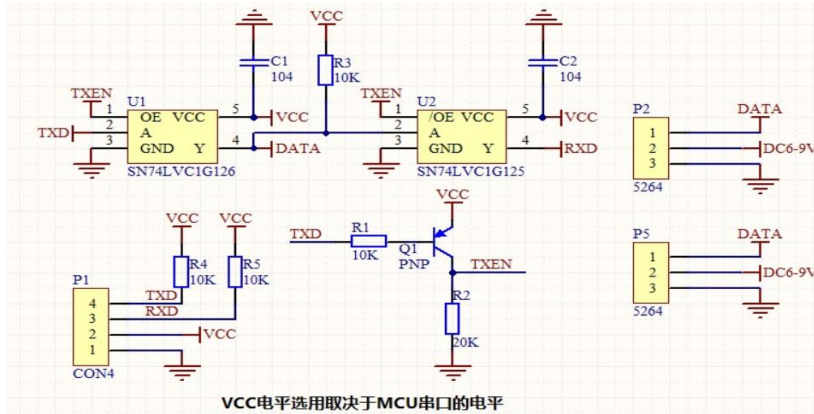 VCC
C1
104
R3
10K
C2
104
TXEN
U1
1 OE VCC 5 VCC
TXD 2 A
3 GND Y 4 DATA
SN74LVC1G126
TXEN
U2
1 /OE VCC 5 VCC
2 A
3 GND Y 4 RXD
SN74LVC1G125
P2
DATA
1
2 DC6-9V
3
5264
VCC VCC
R4 R5
10K 10K
P1
4 TXD
3 RXD
2 VCC
1
CON4
VCC
TXD R1
10K
Q1
PNP
TXEN
R2
20K
P5
DATA
1
2 DC6-9V
3
5264
VCC电平选用取决于MCU串口的电平